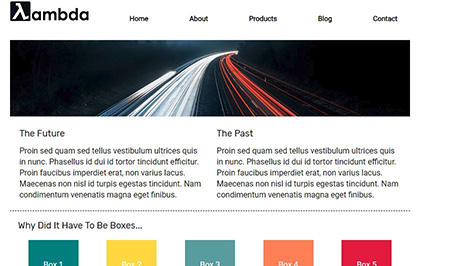 λambda
Home About Products Blog Contact
The Future The Past
Proin sed quam sed tellus vestibulum ultrices quis Proin sed quam sed tellus vestibulum ultrices quis
in nunc. Phasellus id dui id tortor tincidunt efficitur. in nunc. Phasellus id dui id tortor tincidunt efficitur.
Proin faucibus imperdiet erat, non varius lacus. Proin faucibus imperdiet erat, non varius lacus.
Maecenas non nisl id turpis egestas tincidunt. Nam Maecenas non nisl id turpis egestas tincidunt. Nam
condimentum venenatis magna eget finibus. condimentum venenatis magna eget finibus.
Why Did It Have To Be Boxes...
Box 1 Box 2 Box 3 Box 4 Box 5